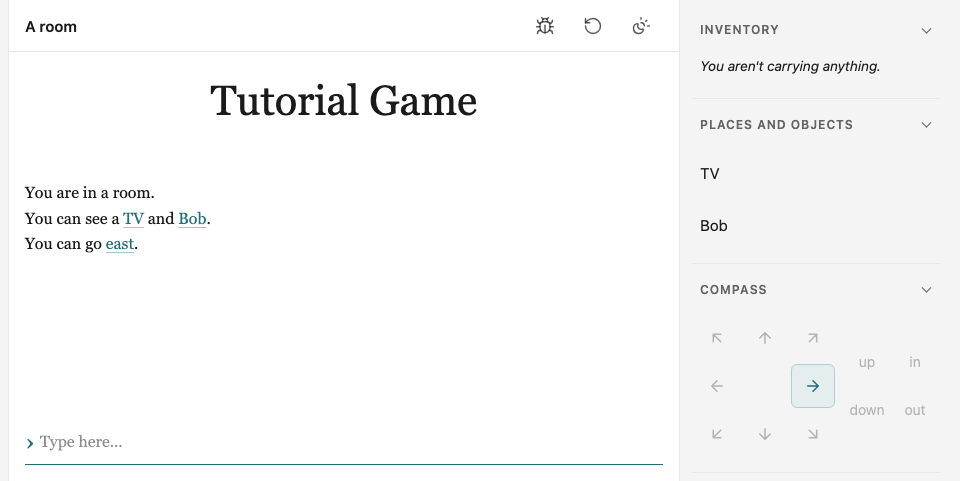 A room
Tutorial Game
You are in a room.
You can see a TV and Bob.
You can go east.
Type here...
INVENTORY
You aren't carrying anything.
PLACES AND OBJECTS
TV
Bob
COMPASS
up in
down out